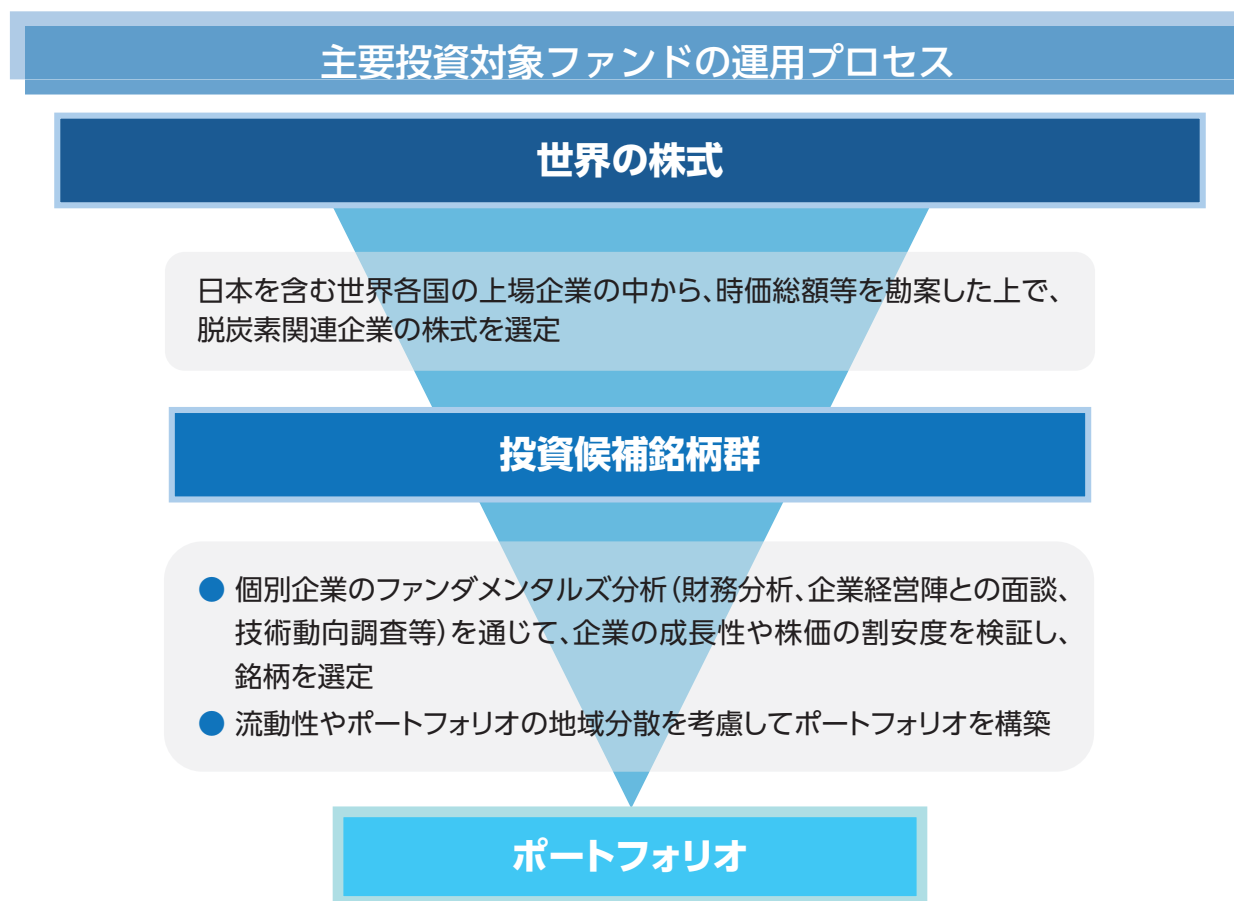 主要投資対象ファンドの運用プロセス
世界の株式
日本を含む世界各国の上場企業の中から、時価総額等を勘案した上で、
脱炭素関連企業の株式を選定
投資候補銘柄群
● 個別企業のファンダメンタルズ分析(財務分析、企業経営陣との面談、
技術動向調査等)を通じて、企業の成長性や株価の割安度を検証し、
銘柄を選定
● 流動性やポートフォリオの地域分散を考慮してポートフォリオを構築
ポートフォリオ